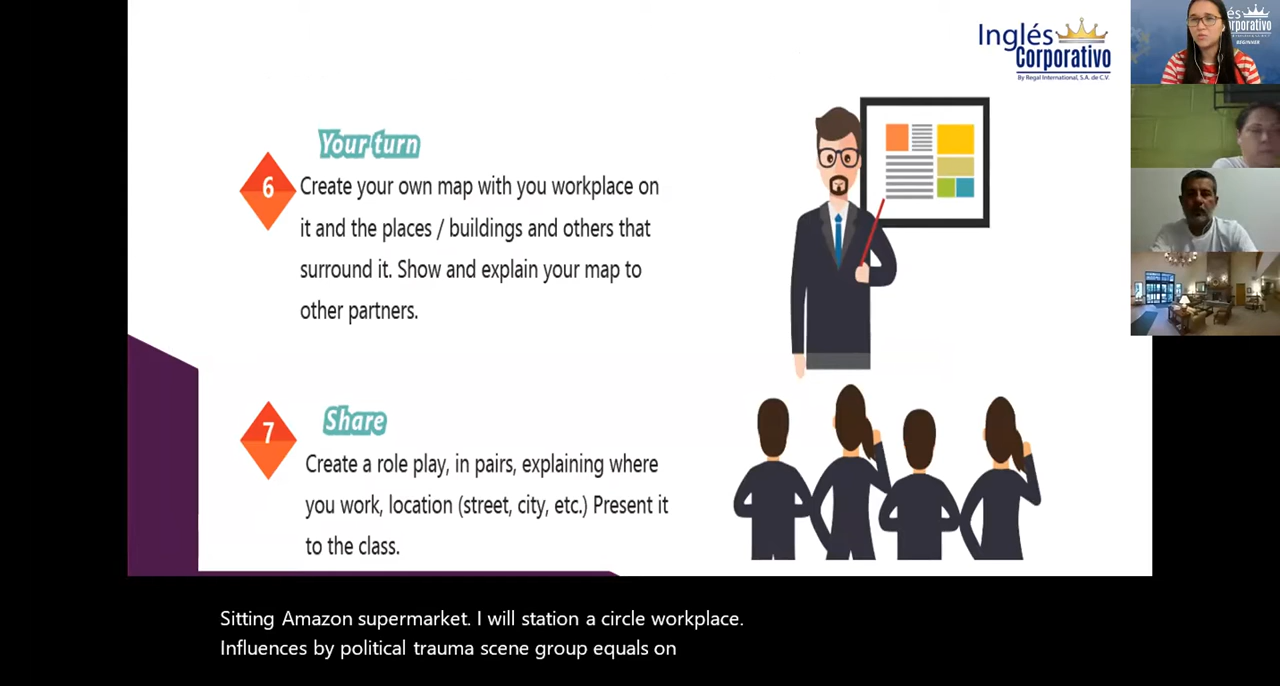 Inglés
Corporativo
By Regal International, S.A. de C.V.
és
orporativo
BEGINNER
Your turn
6
Create your own map with you workplace on
it and the places / buildings and others that
surround it. Show and explain your map to
other partners.
7
Share
Create a role play, in pairs, explaining where
you work, location (street, city, etc.) Present it
to the class.
Sitting Amazon supermarket. I will station a circle workplace.
Influences by political trauma scene group equals on